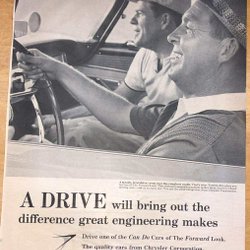 A DRIVE will bring out the
difference great engineering makes
Drive one of the Can Do Cars of The Forward Look.
The quality cars from Chrysler Corporation.